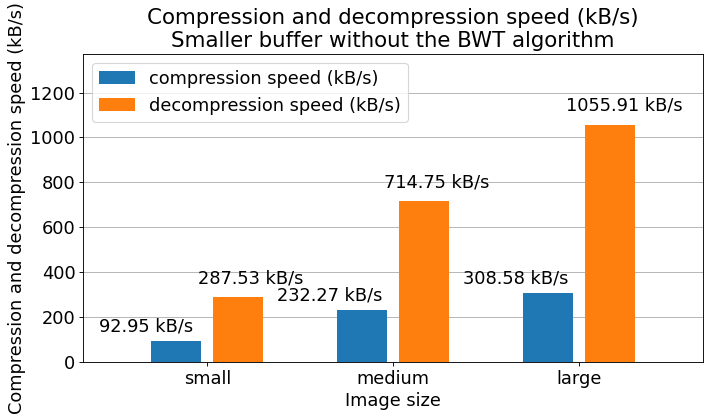 Compression and decompression speed (kB/s)
Smaller buffer without the BWT algorithm
Compression and decompression speed (kB/s)
compression speed (kB/s)
decompression speed (kB/s)
1200
1000
800
600
400
200
0
92.95 kB/s
287.53 kB/s
232.27 kB/s
714.75 kB/s
308.58 kB/s
1055.91 kB/s
small
medium
large
Image size